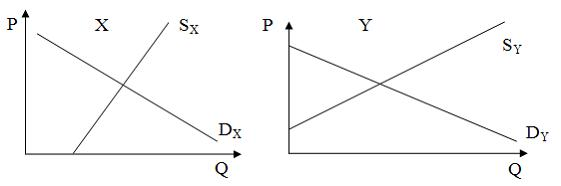 P X S_X
D_X
Q
P Y
S_Y
D_Y
Q